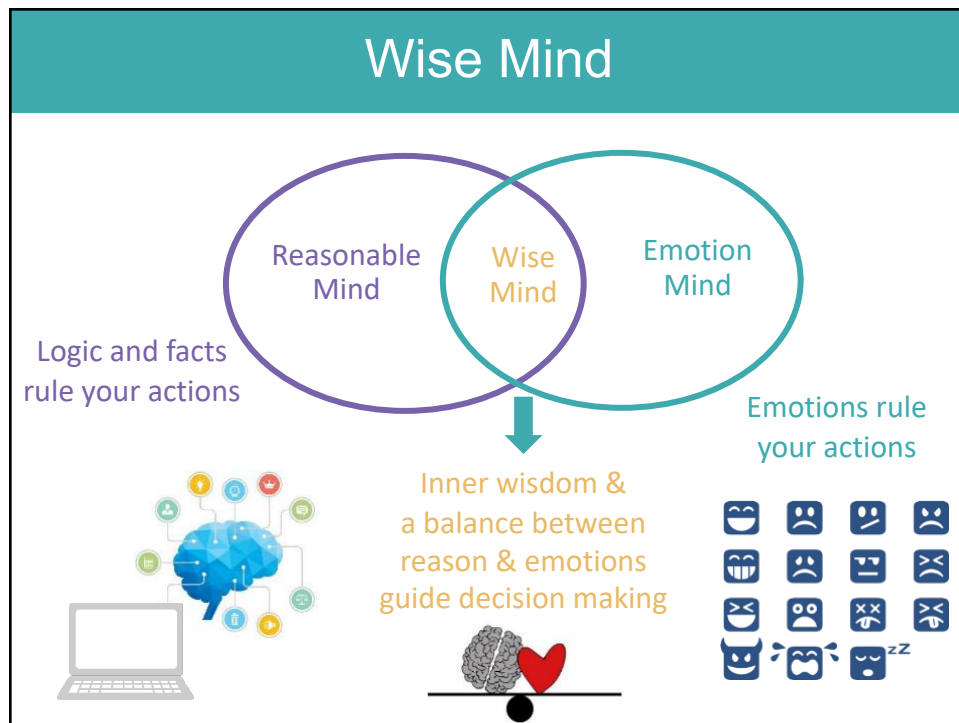 Wise Mind
Reasonable
Mind
Wise
Mind
Emotion
Mind
Logic and facts
rule your actions
Emotions rule
your actions
Inner wisdom &
a balance between
reason & emotions
guide decision making
zZ